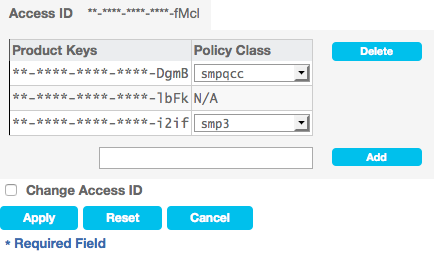 Access ID **-****-****-****-fMcl
Product Keys Policy Class
**-****-****-****-DgmB smpqcc Delete
**-****-****-****-lbFk N/A
**-****-****-****-i2if smp3
Add
Change Access ID
Apply Reset Cancel
* Required Field